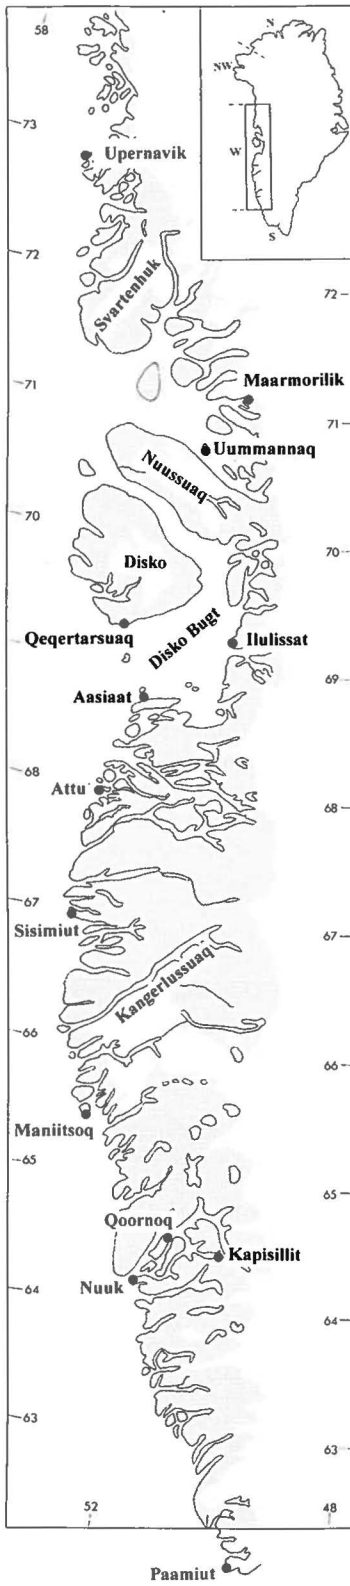 58
N
NW
W
S
73
Upernavik
72
72
Svartenhuk
71
71
Maarmorilik
Uummannaq
Nuussuaq
70
70
Disko
Qeqertarsuaq
Disko Bugt
Ilulissat
69
Aasiaat
68
Attu
68
67
Sisimiut
67
Kangerlussuaq
66
66
Maniitsoq
65
65
Qoornoq
Kapisillit
64
Nuuk
64
63
63
52
48
Paamiut